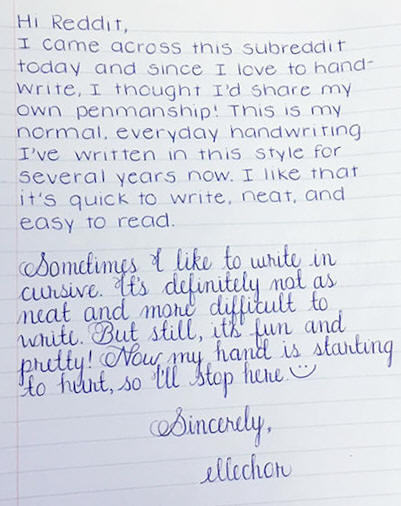 Hi Reddit,
I came across this subreddit
today and since I love to hand-
write, I thought I'd share my
own penmanship! This is my
normal, everyday handwriting
I've written in this style for
several years now. I like that
it's quick to write, neat, and
easy to read.
Sometimes I like to write in
cursive. It's definitely not as
neat and more difficult to
write. But still, it's fun and
pretty! Now my hand is starting
to hurt, so I'll stop here.
Sincerely,
ellechor